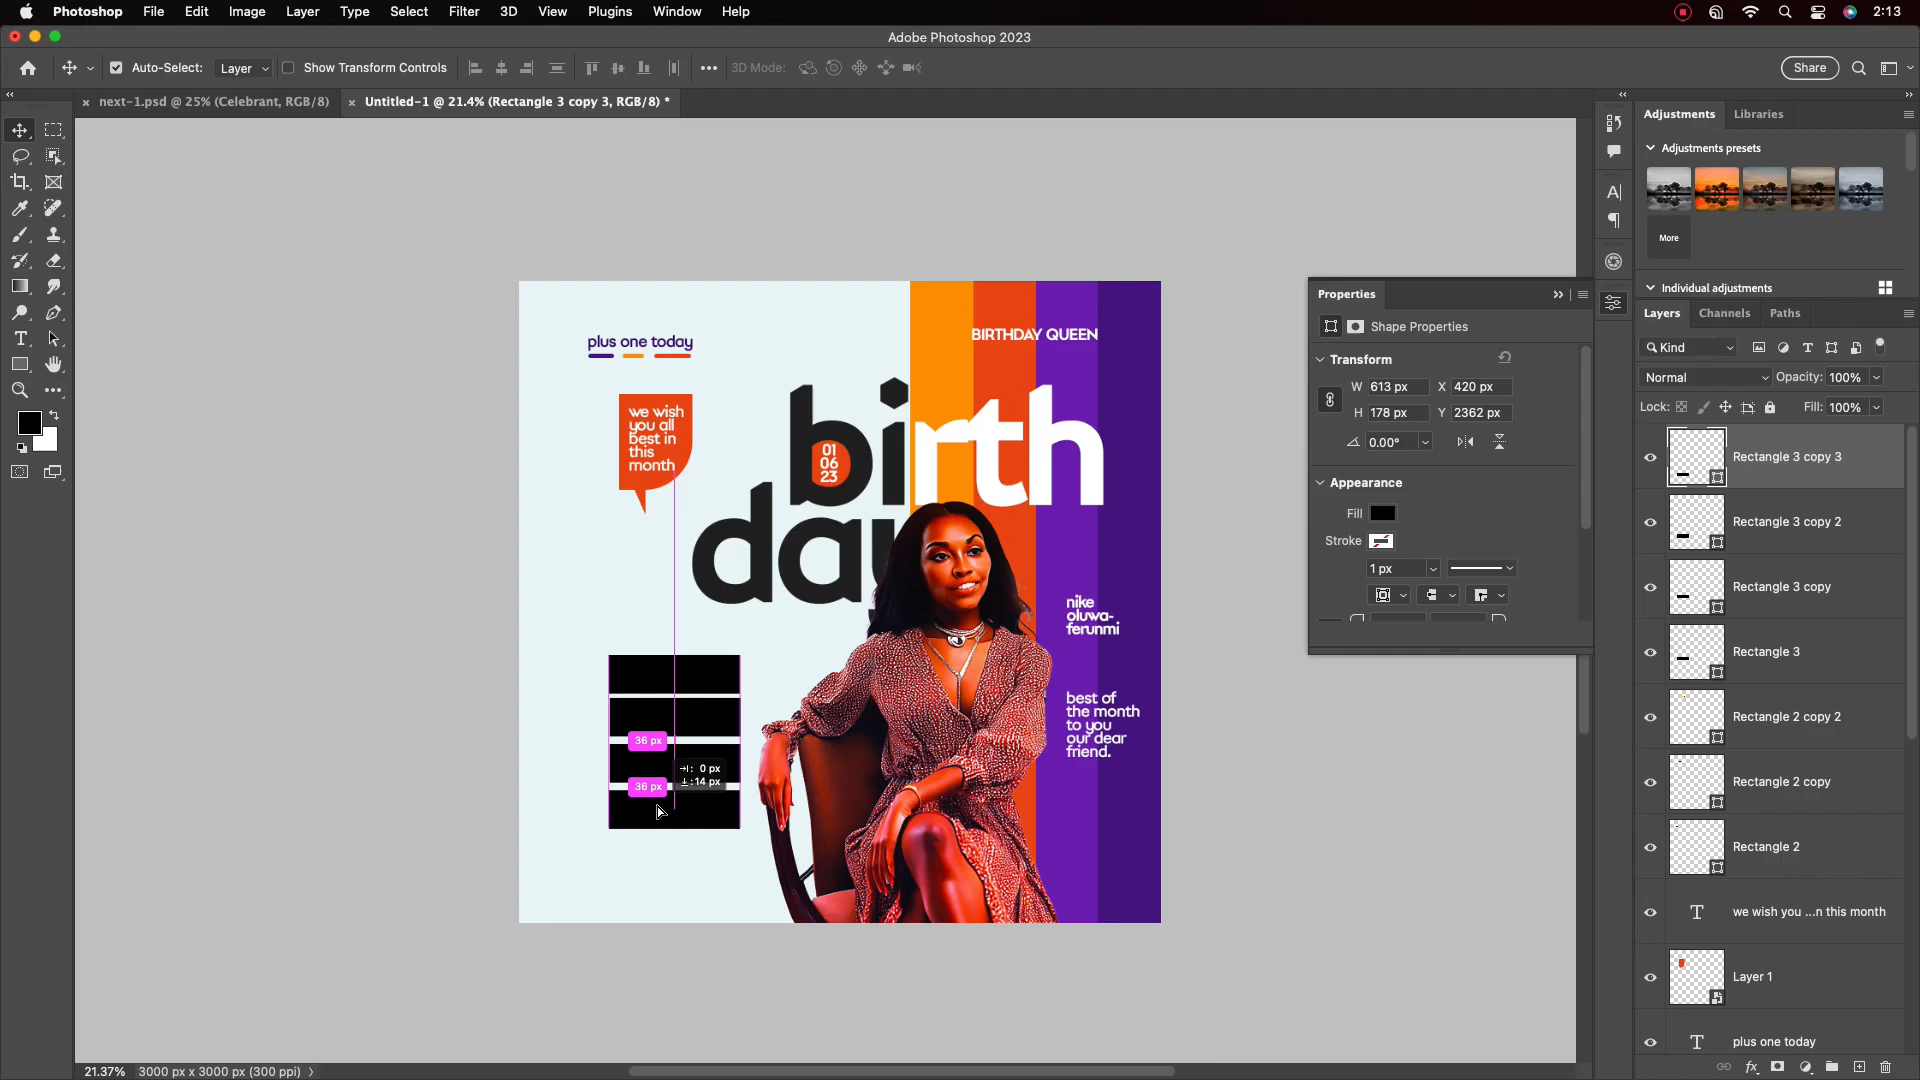 Photoshop File Edit Image Layer Type Select Filter 3D View Plugins Window Help 2:13
Adobe Photoshop 2023
Auto-Select: Layer Show Transform Controls 3D Mode: Share
next-1.psd @ 25% (Celebrant, RGB/8) Untitled-1 @ 21.4% (Rectangle 3 copy 3, RGB/8) *
plus one today
BIRTHDAY QUEEN
we wish
you all
best in
this
month
birth
day
01
06
23
nike
oluwa-
ferunmi
best of
the month
to you
our dear
friend.
36 px
36 px
: 0 px
:14 px
Properties
Shape Properties
Transform
W 613 px X 420 px
H 178 px Y 2362 px
0.00°
Appearance
Fill
Stroke
1 px
Adjustments Libraries
Adjustments presets
More
Individual adjustments
Layers Channels Paths
Kind
Normal Opacity: 100%
Lock: Fill: 100%
Rectangle 3 copy 3
Rectangle 3 copy 2
Rectangle 3 copy
Rectangle 3
Rectangle 2 copy 2
Rectangle 2 copy
Rectangle 2
we wish you ...n this month
Layer 1
plus one today
21.37% 3000 px x 3000 px (300 ppi)